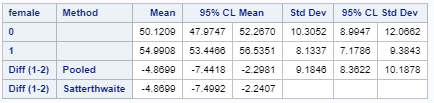 female Method Mean 95% CL Mean Std Dev 95% CL Std Dev
0 50.1209 47.9747 52.2670 10.3052 8.9947 12.0662
1 54.9908 53.4466 56.5351 8.1337 7.1786 9.3843
Diff (1-2) Pooled -4.8699 -7.4418 -2.2981 9.1846 8.3622 10.1878
Diff (1-2) Satterthwaite -4.8699 -7.4992 -2.2407